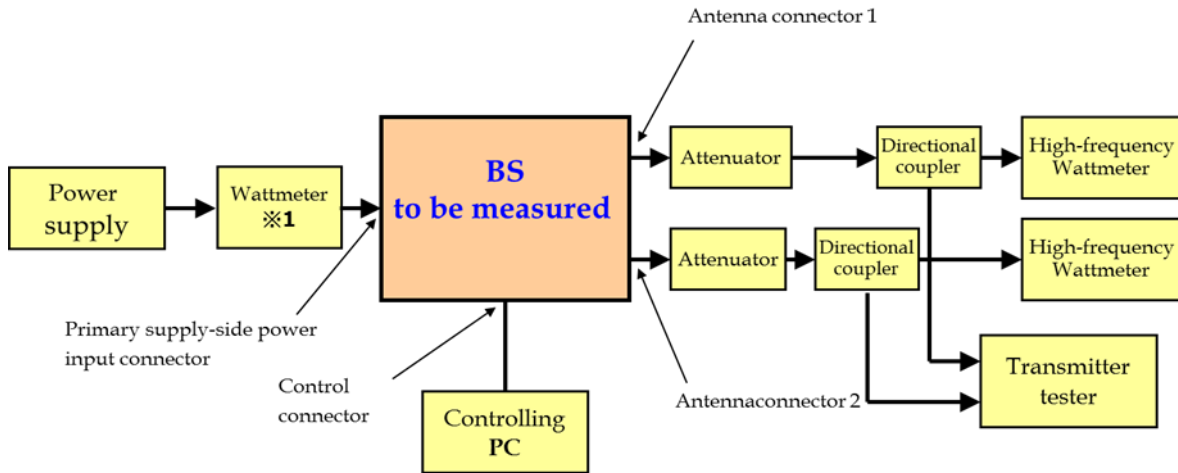 Antenna connector 1
Power
supply
Wattmeter
※1
BS
to be measured
Attenuator
Directional
coupler
High-frequency
Wattmeter
Attenuator
Directional
coupler
High-frequency
Wattmeter
Primary supply-side power
input connector
Control
connector
Controlling
PC
Antennaconnector 2
Transmitter
tester